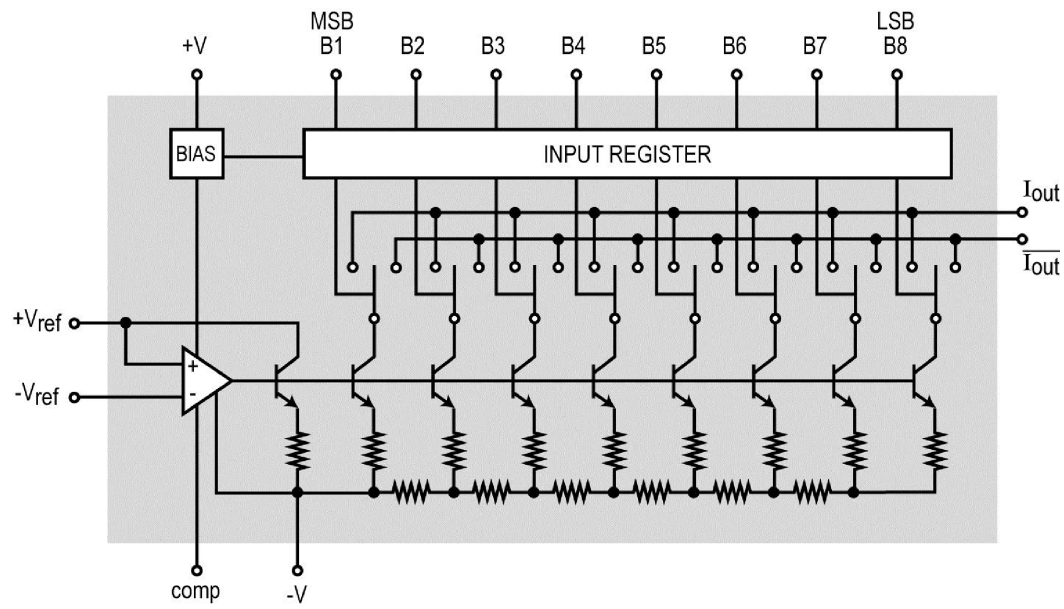 MSB LSB
+V B1 B2 B3 B4 B5 B6 B7 B8
BIAS INPUT REGISTER
Iout
Iout
+Vref
+
-Vref -
comp -V